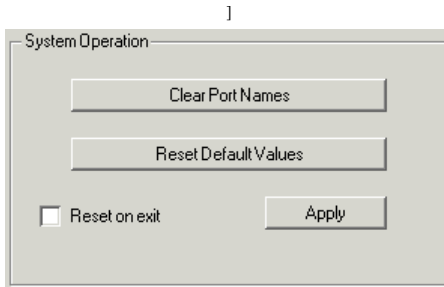 ]
System Operation
Clear Port Names
Reset Default Values
Reset on exit
Apply